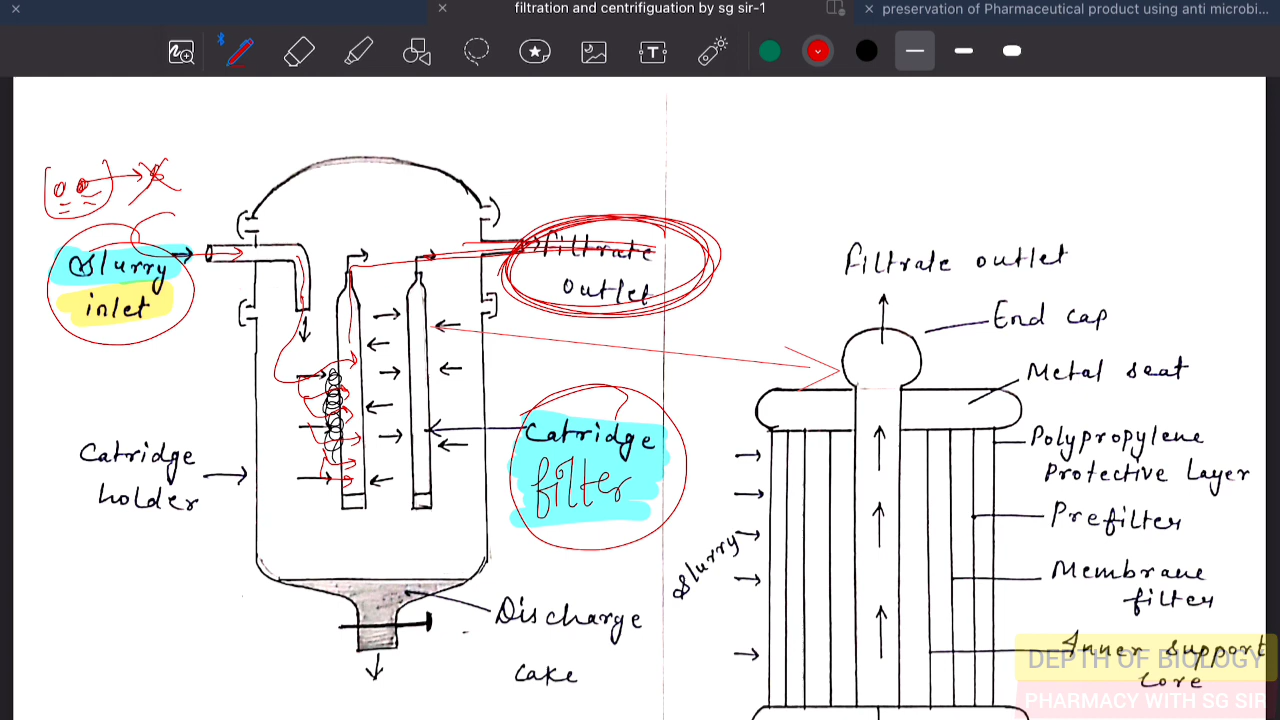 filtration and centrifiguation by sg sir-1
preservation of Pharmaceutical product using anti microbi...
T
Slurry
inlet
filtrate
outlet
Catridge
filter
Catridge
holder
Discharge
Cake
filtrate outlet
End cap
Metal seat
Polypropylene
Protective Layer
Prefilter
Membrane
filter
Inner support
Core
Slurry
DEPTH OF BIOLOGY
PHARMACY WITH SG SIR